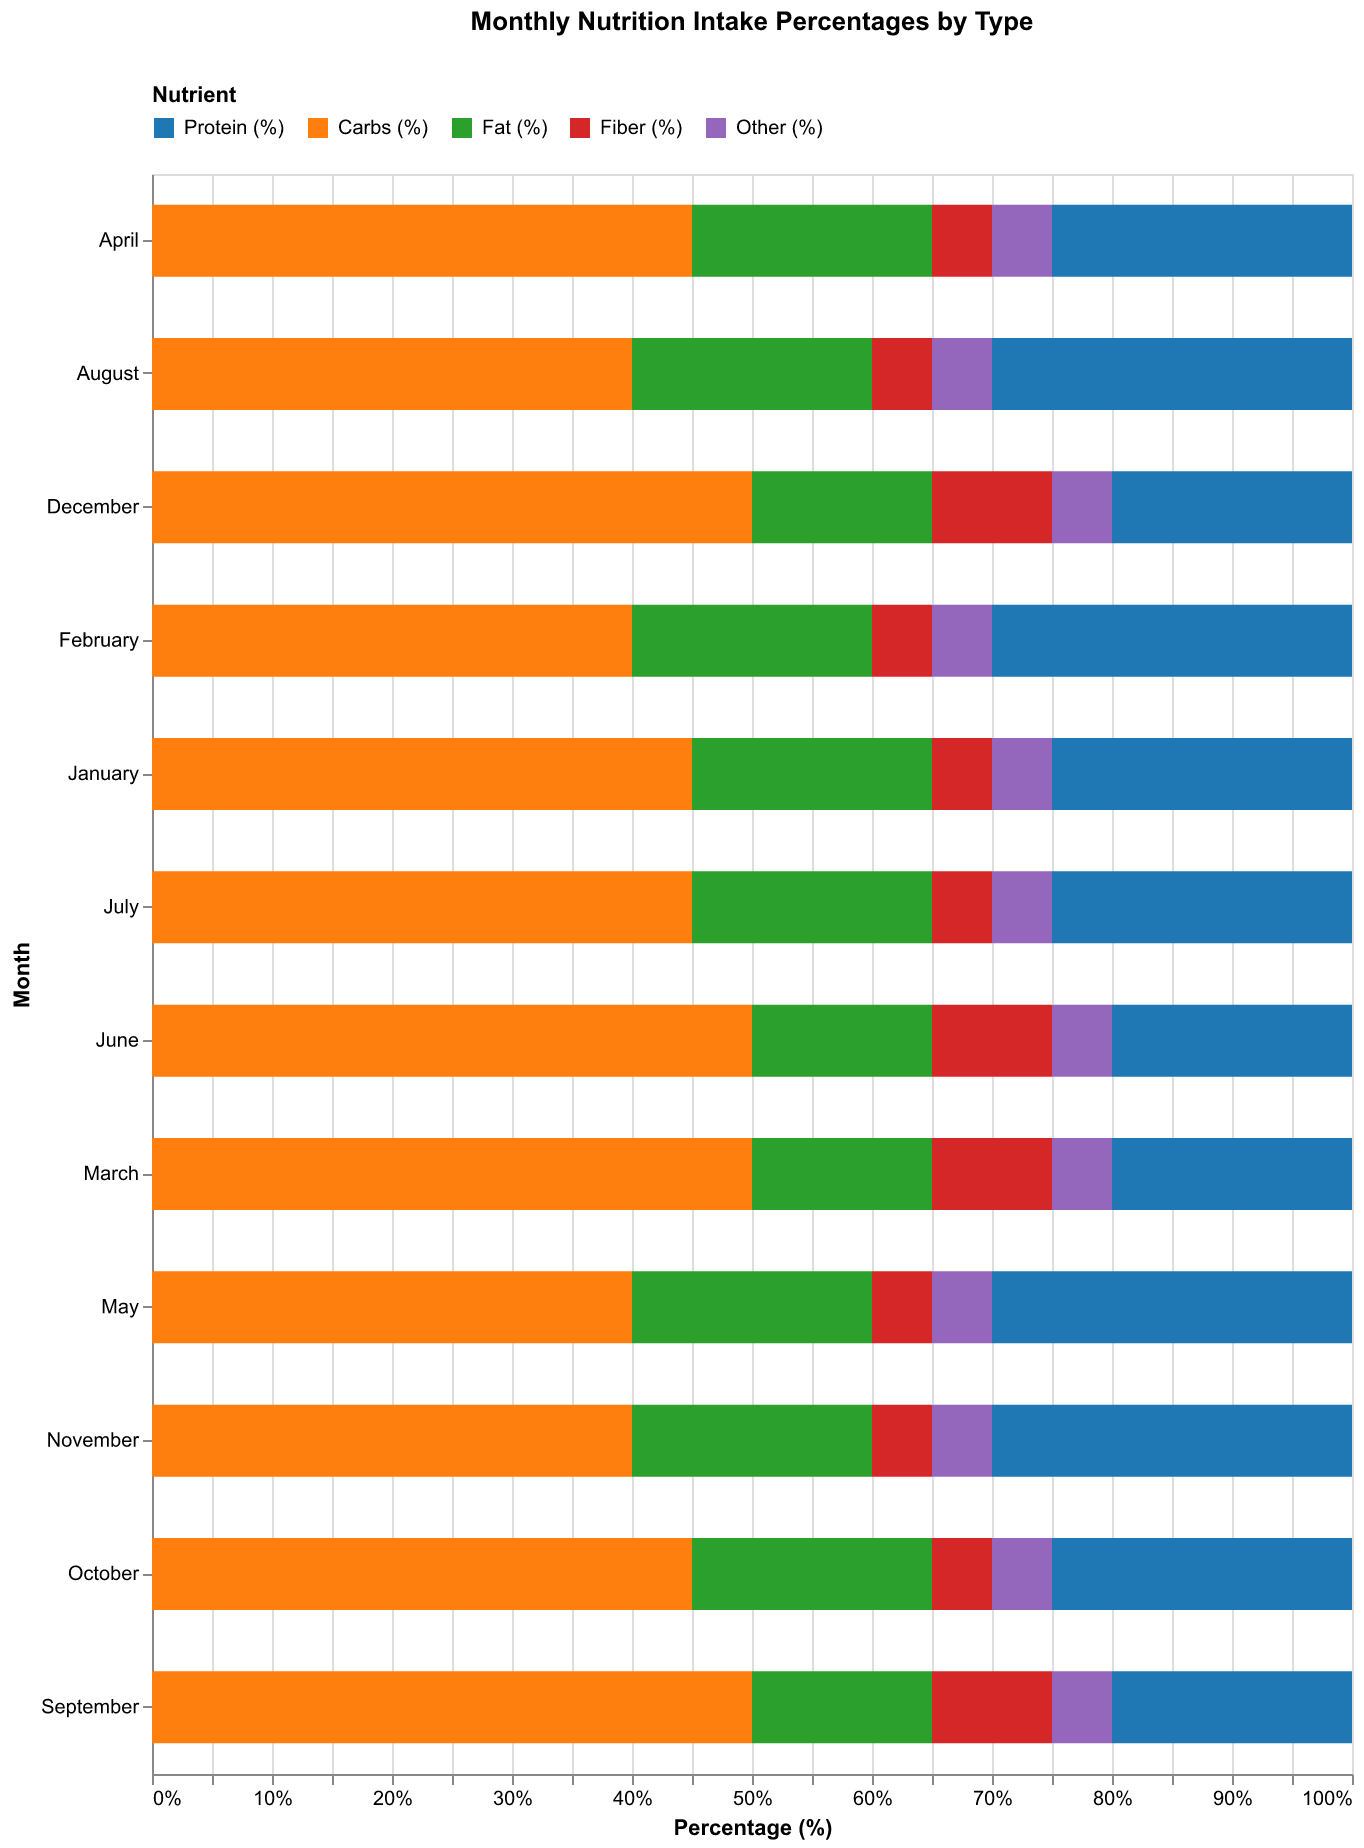 Monthly Nutrition Intake Percentages by Type
Nutrient
Protein (%) Carbs (%) Fat (%) Fiber (%) Other (%)
April
August
December
February
January
July
June
March
May
November
October
September
Month
0% 10% 20% 30% 40% 50% 60% 70% 80% 90% 100%
Percentage (%)